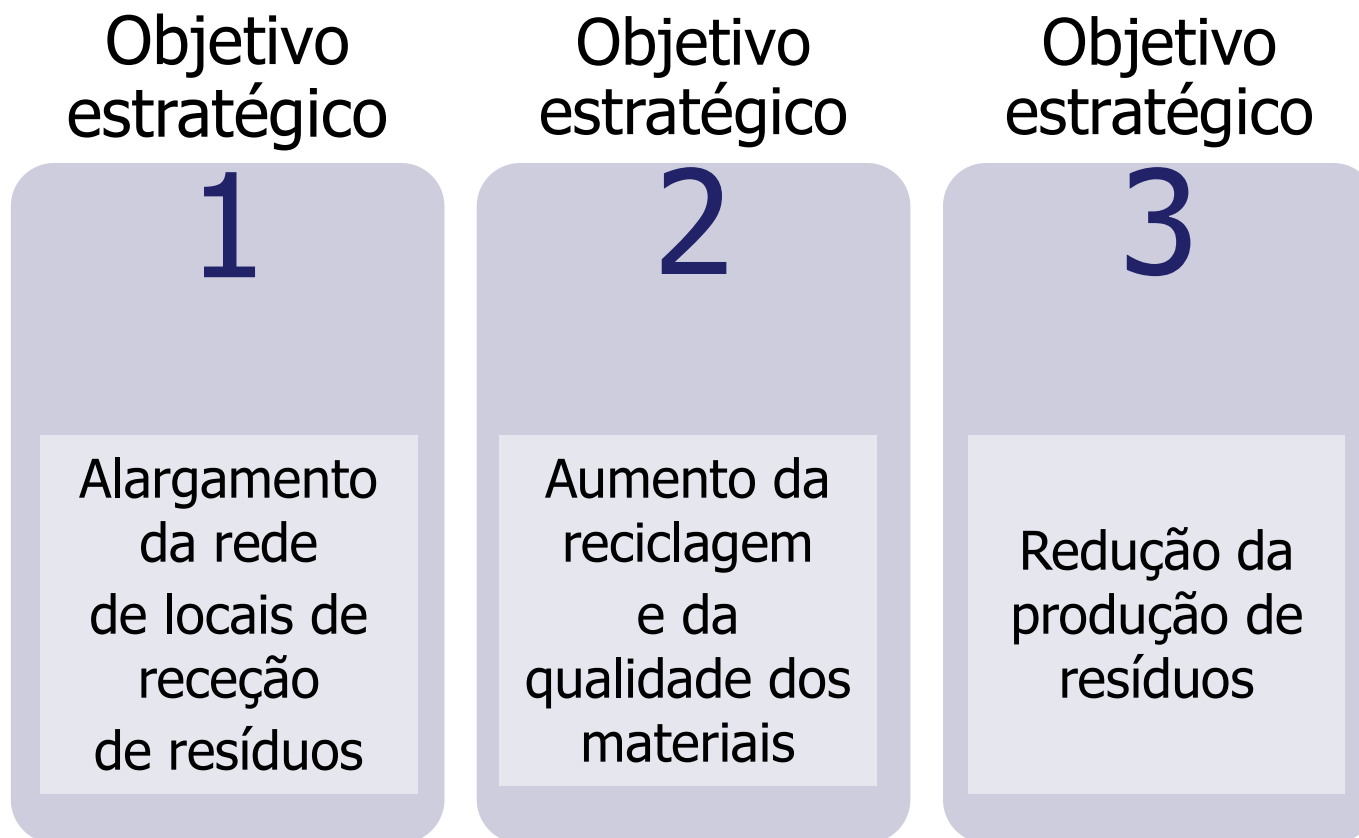 Objetivo
estratégico
1
Alargamento
da rede
de locais de
receção
de resíduos
Objetivo
estratégico
2
Aumento da
reciclagem
e da
qualidade dos
materiais
Objetivo
estratégico
3
Redução da
produção de
resíduos